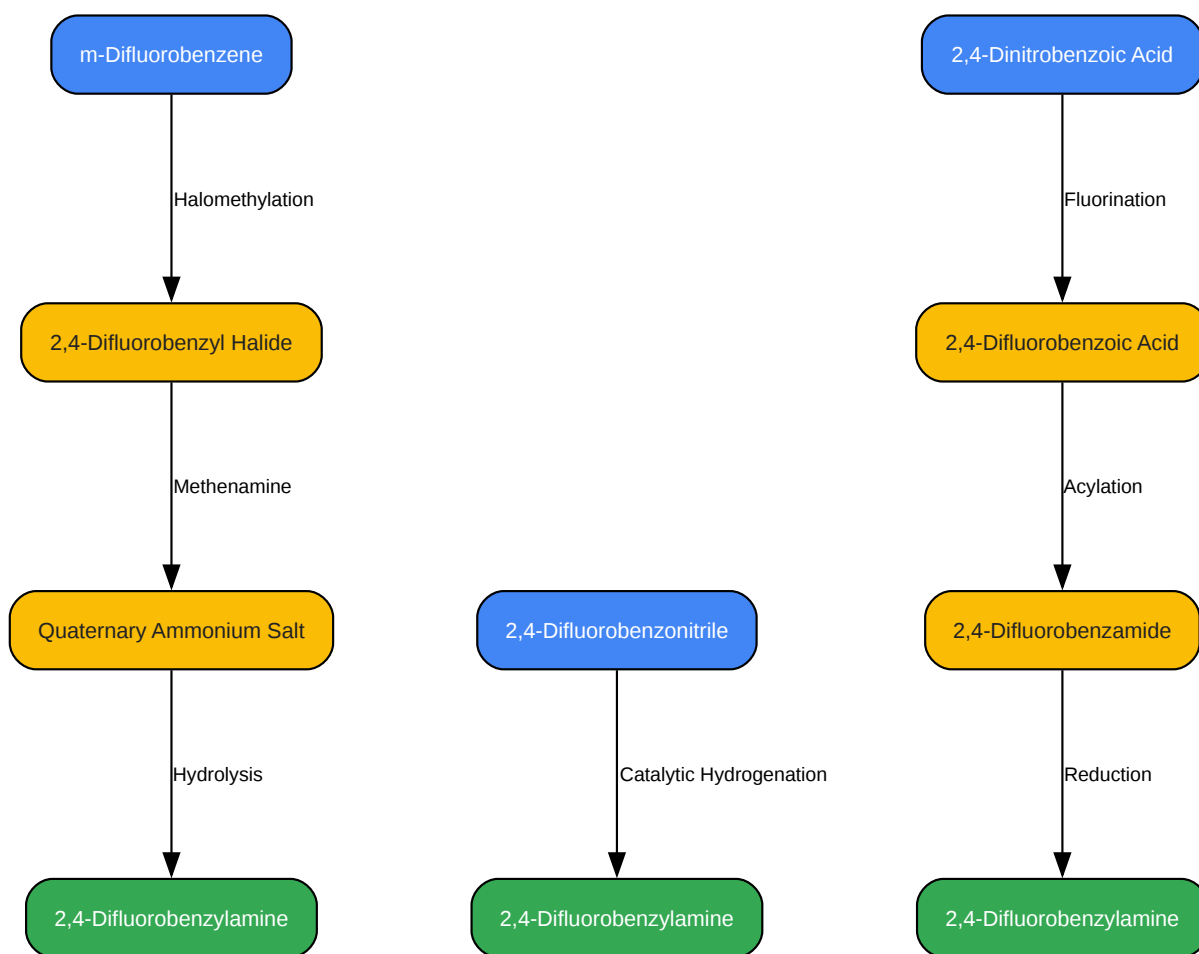 m-Difluorobenzene
2,4-Dinitrobenzoic Acid
Halomethylation
Fluorination
2,4-Difluorobenzyl Halide
2,4-Difluorobenzoic Acid
Methenamine
Acylation
Quaternary Ammonium Salt
2,4-Difluorobenzonitrile
2,4-Difluorobenzamide
Hydrolysis
Catalytic Hydrogenation
Reduction
2,4-Difluorobenzylamine
2,4-Difluorobenzylamine
2,4-Difluorobenzylamine